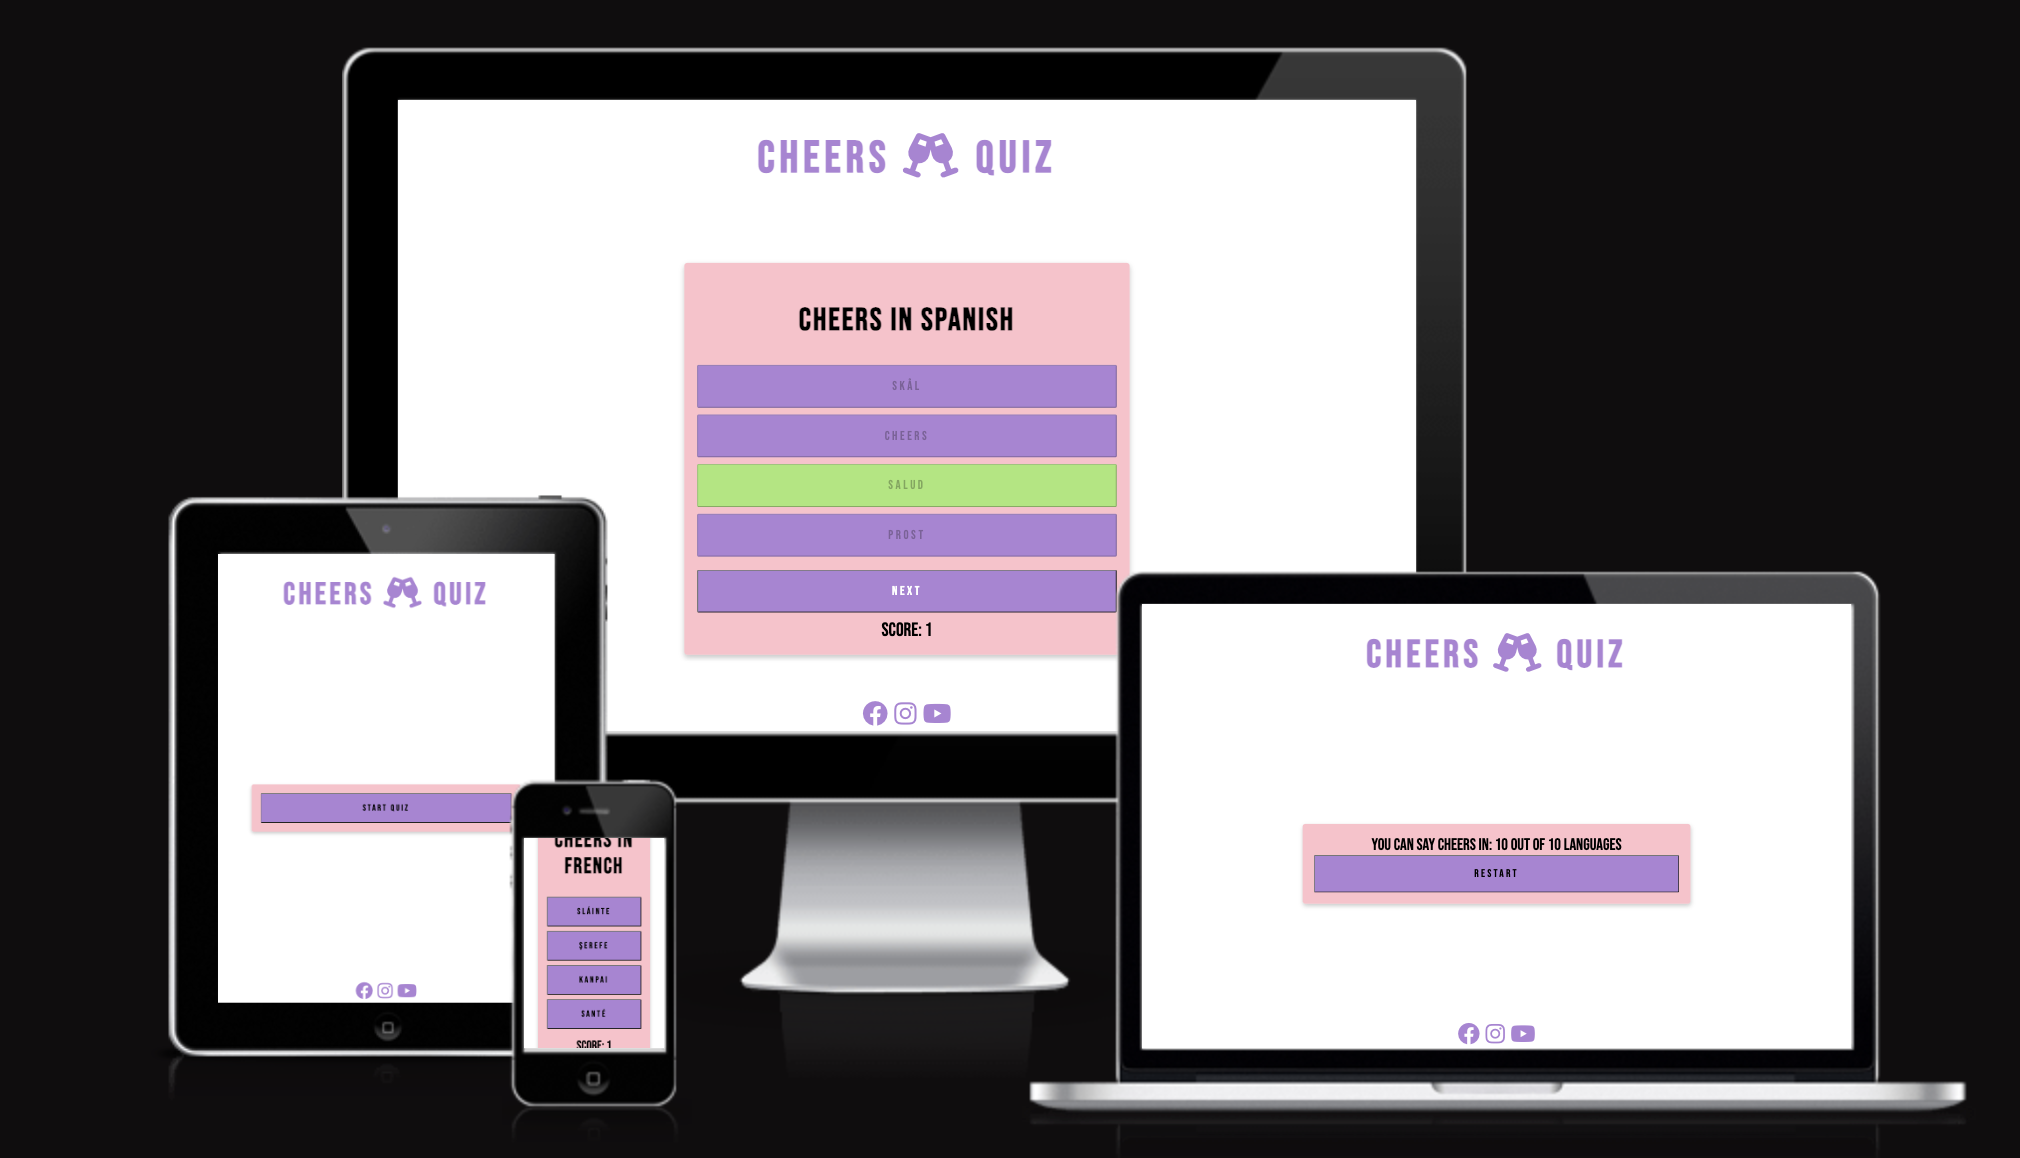 CHEERS QUIZ
CHEERS IN SPANISH
SKÅL
CHEERS
SALUD
PROST
NEXT
SCORE: 1
CHEERS QUIZ
START QUIZ
CHEERS IN
FRENCH
SLÁINTE
ŞEREFE
KANPAI
SANTÉ
SCORE: 1
CHEERS QUIZ
YOU CAN SAY CHEERS IN: 10 OUT OF 10 LANGUAGES
RESTART